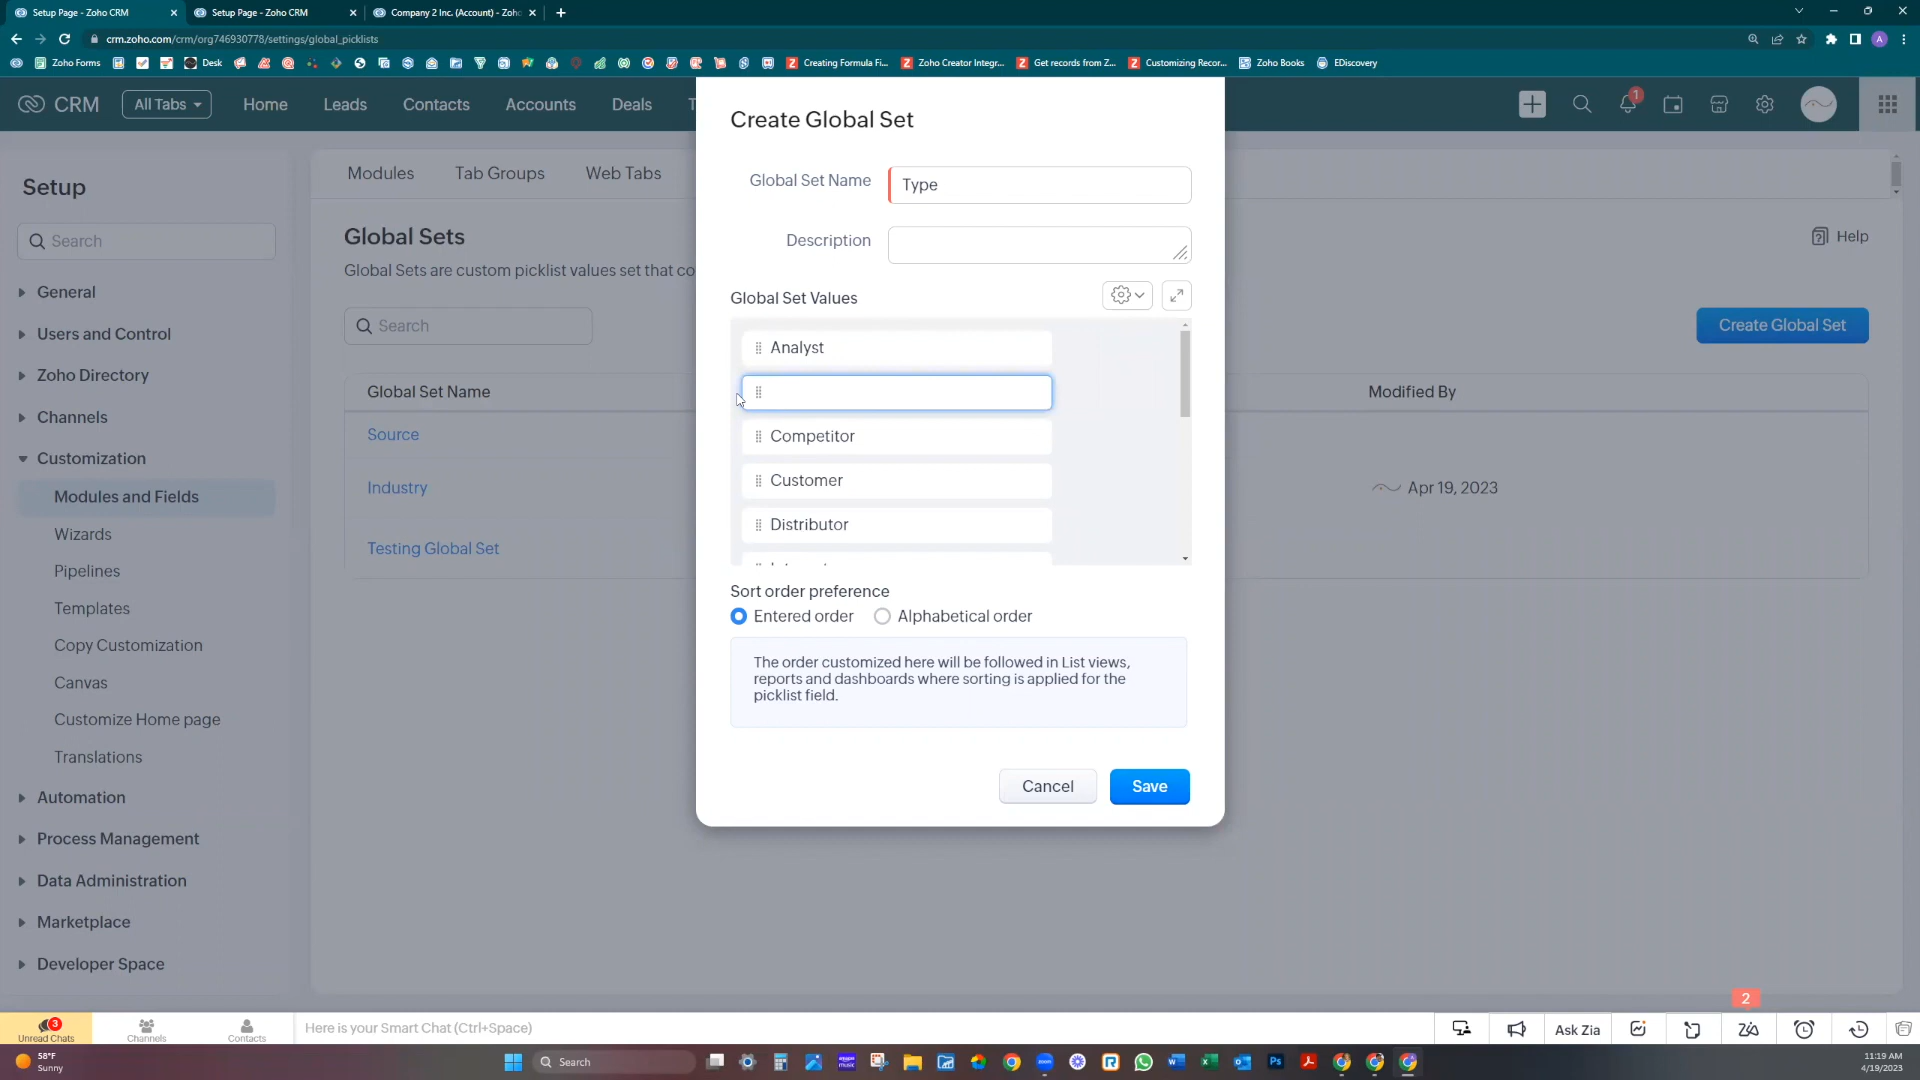 Setup Page - Zoho CRM
Setup Page - Zoho CRM
Company 2 Inc. (Account) - Zoho
crm.zoho.com/crm/org746930778/settings/global_picklists
A
Zoho Forms
Desk
Creating Formula Fi...
Zoho Creator Integr...
Get records from Z...
Customizing Recor...
Zoho Books
EDiscovery
CRM
All Tabs
Home
Leads
Contacts
Accounts
Deals
1
Setup
Search
General
Users and Control
Zoho Directory
Channels
Customization
Modules and Fields
Wizards
Pipelines
Templates
Copy Customization
Canvas
Customize Home page
Translations
Automation
Process Management
Data Administration
Marketplace
Developer Space
Modules
Tab Groups
Web Tabs
Global Sets
Help
Global Sets are custom picklist values set that co
Search
Create Global Set
Global Set Name
Modified By
Source
Industry
Apr 19, 2023
Testing Global Set
Create Global Set
Global Set Name
Type
Description
Global Set Values
Analyst
Competitor
Customer
Distributor
Sort order preference
Entered order
Alphabetical order
The order customized here will be followed in List views,
reports and dashboards where sorting is applied for the
picklist field.
Cancel
Save
2
3
Unread Chats
Channels
Contacts
Here is your Smart Chat (Ctrl+Space)
Ask Zia
58°F
Sunny
Search
11:19 AM
4/19/2023